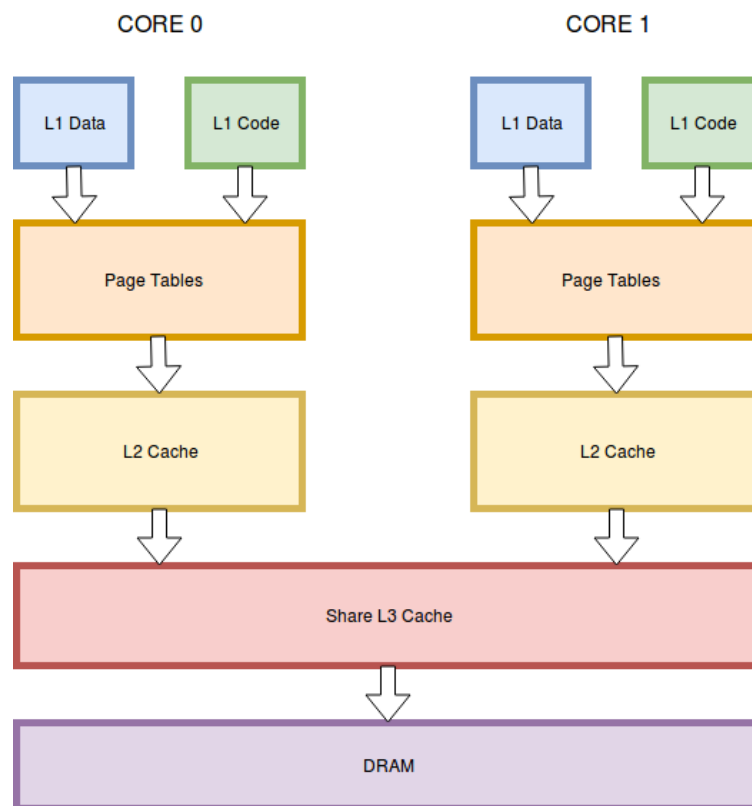 CORE 0
CORE 1
L1 Data
L1 Code
L1 Data
L1 Code
Page Tables
Page Tables
L2 Cache
L2 Cache
Share L3 Cache
DRAM